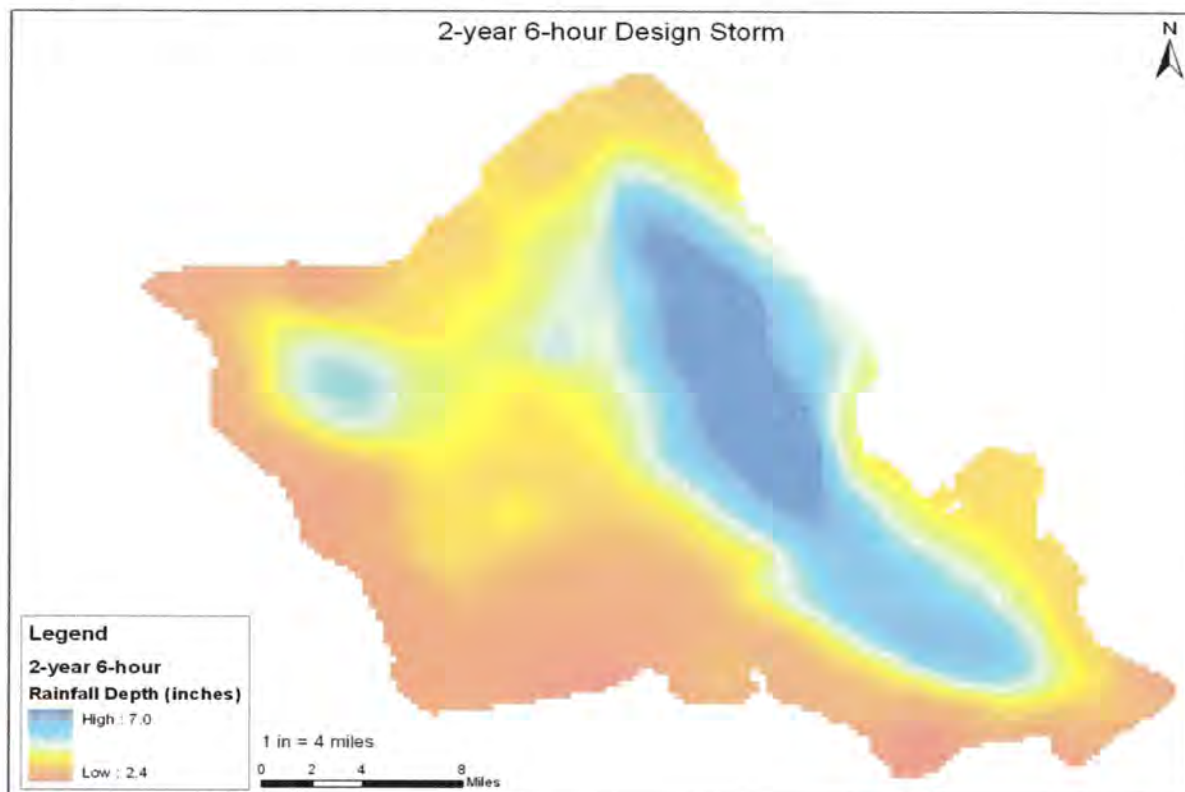 2-year 6-hour Design Storm
N
Legend
2-year 6-hour
Rainfall Depth (inches)
High : 7.0
Low : 2.4
1 in = 4 miles
0 2 4 8
Miles